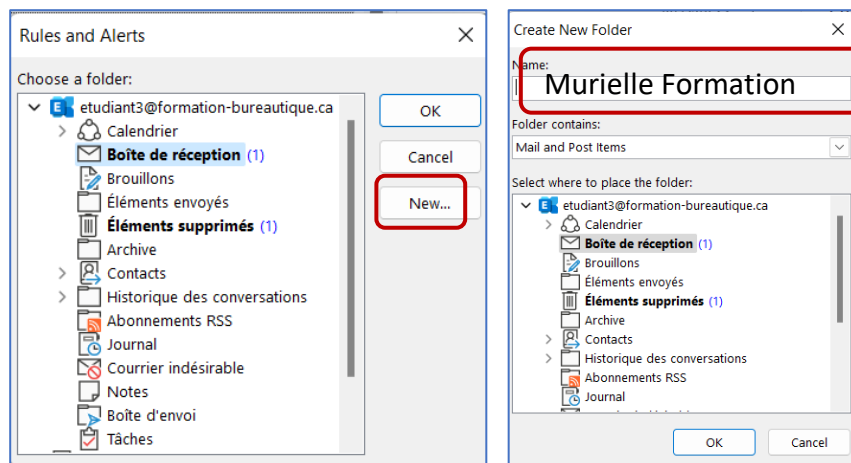 Rules and Alerts
Choose a folder:
etudiant3@formation-bureautique.ca
Calendrier
Boîte de réception (1)
Brouillons
Éléments envoyés
Éléments supprimés (1)
Archive
Contacts
Historique des conversations
Abonnements RSS
Journal
Courrier indésirable
Notes
Boîte d'envoi
Tâches
OK
Cancel
New...
Create New Folder
Name:
Murielle Formation
Folder contains:
Mail and Post Items
Select where to place the folder:
etudiant3@formation-bureautique.ca
Calendrier
Boîte de réception (1)
Brouillons
Éléments envoyés
Éléments supprimés (1)
Archive
Contacts
Historique des conversations
Abonnements RSS
Journal
OK
Cancel